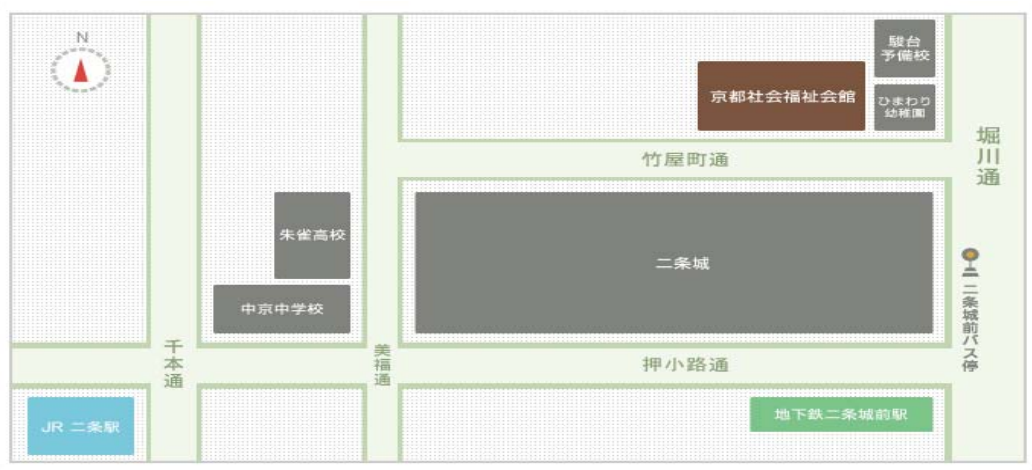 N
駿台
予備校
京都社会福祉会館
ひまわり
幼稚園
堀川通
竹屋町通
朱雀高校
二条城
中京中学校
二条城前バス停
千本通
美福通
押小路通
JR 二条駅
地下鉄二条城前駅